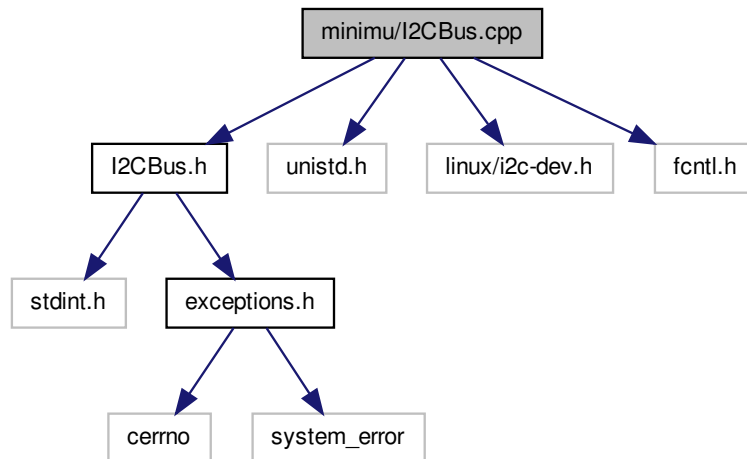 minimu/I2CBus.cpp
I2CBus.h
unistd.h
linux/i2c-dev.h
fcntl.h
stdint.h
exceptions.h
cerrno
system_error